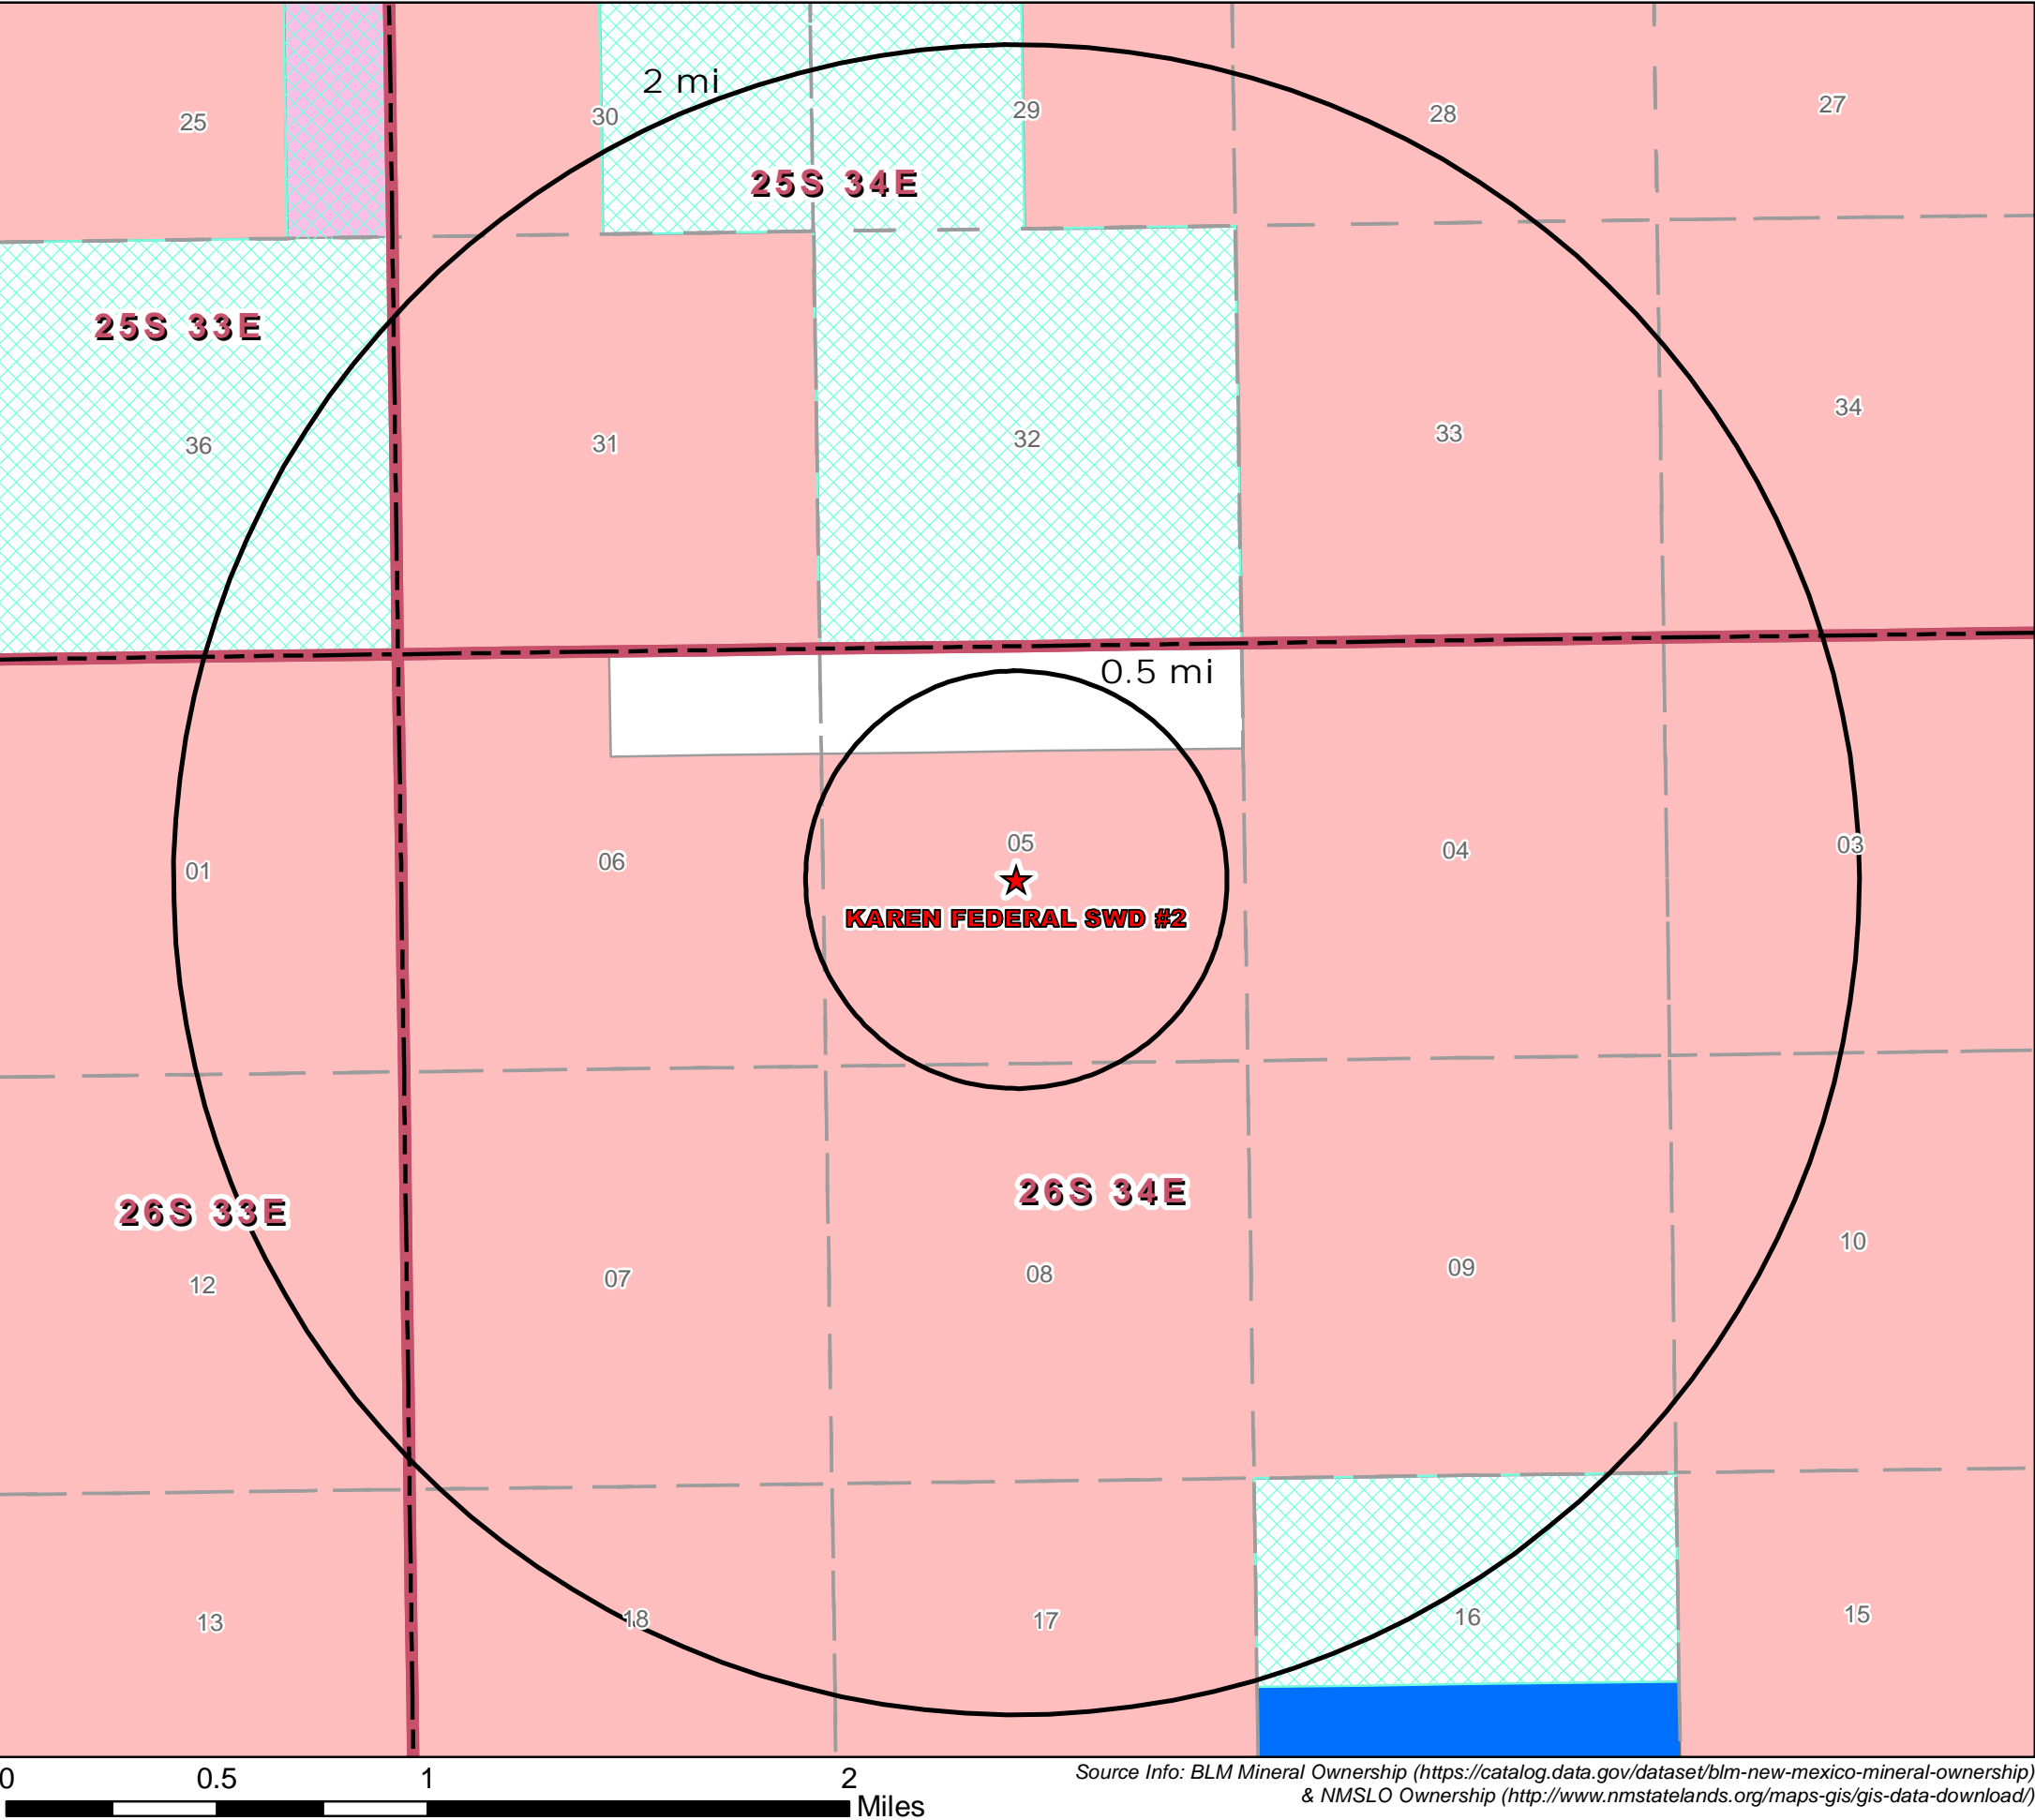 2 mi
25
30
29
28
27
25S 34E
25S 33E
36
31
32
33
34
0.5 mi
01
06
05
04
03
KAREN FEDERAL SWD #2
26S 33E
26S 34E
12
07
08
09
10
13
18
17
16
15
0 0.5 1 2
Miles
Source Info: BLM Mineral Ownership (https://catalog.data.gov/dataset/blm-new-mexico-mineral-ownership)
& NMSLO Ownership (http://www.nmstatelands.org/maps-gis/gis-data-download/)